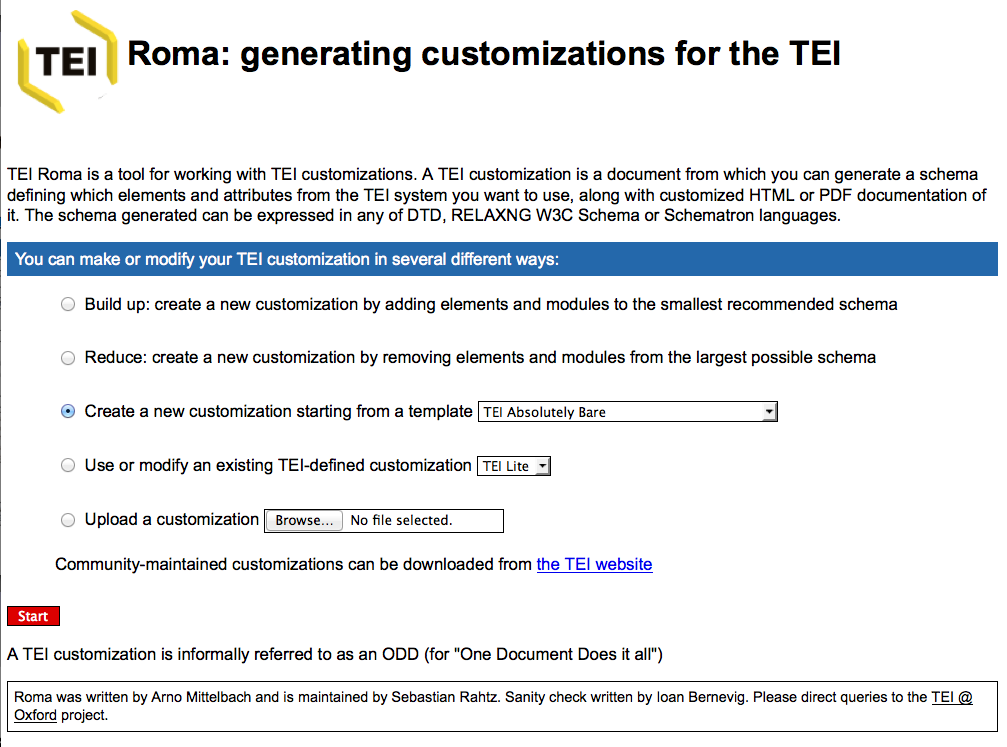 TEI
Roma: generating customizations for the TEI
TEI Roma is a tool for working with TEI customizations. A TEI customization is a document from which you can generate a schema
defining which elements and attributes from the TEI system you want to use, along with customized HTML or PDF documentation of
it. The schema generated can be expressed in any of DTD, RELAXNG W3C Schema or Schematron languages.
You can make or modify your TEI customization in several different ways:
Build up: create a new customization by adding elements and modules to the smallest recommended schema
Reduce: create a new customization by removing elements and modules from the largest possible schema
Create a new customization starting from a template TEI Absolutely Bare
Use or modify an existing TEI-defined customization TEI Lite
Upload a customization Browse... No file selected.
Community-maintained customizations can be downloaded from the TEI website
Start
A TEI customization is informally referred to as an ODD (for "One Document Does it all")
Roma was written by Arno Mittelbach and is maintained by Sebastian Rahtz. Sanity check written by Ioan Bernevig. Please direct queries to the TEI @
Oxford project.